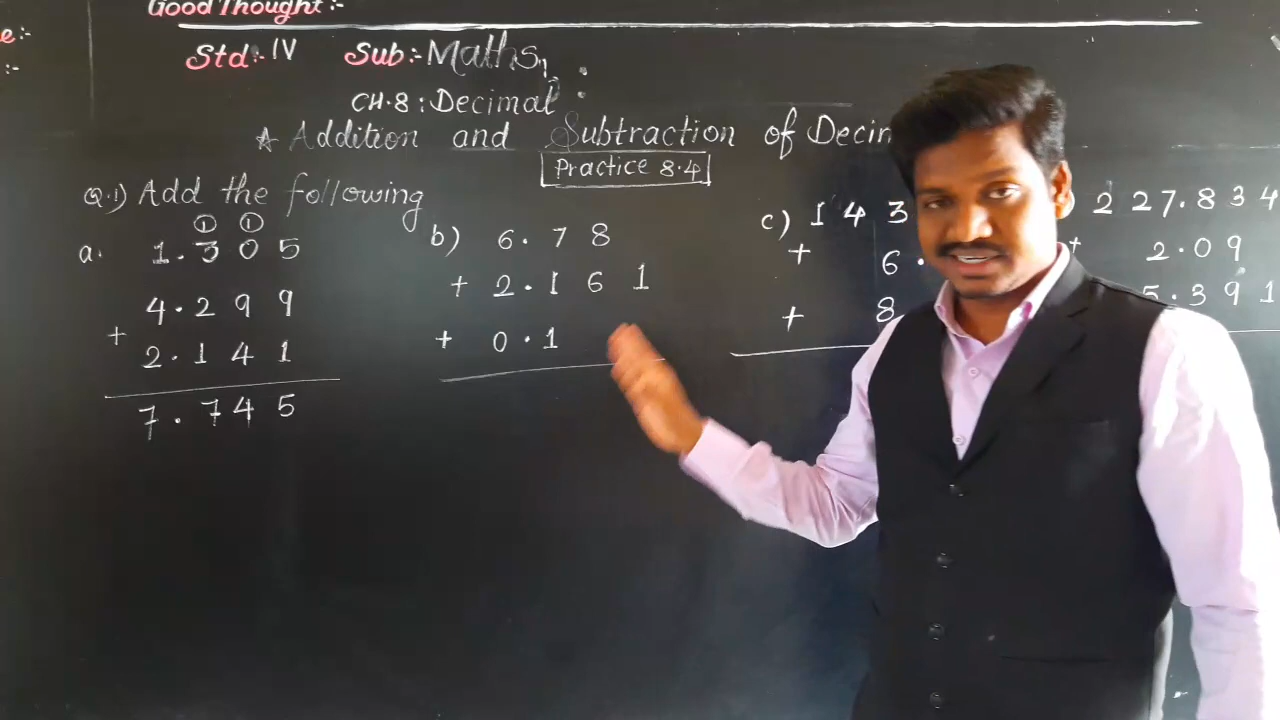 Good Thought:-
e:-
:-
Std:- IV Sub:- Maths
CH.8: Decimal
☆ Addition and Subtraction of Decim
Practice 8.4
Q.1) Add the following
① ①
a. 1.305
4.299
+ 2.141
7.745
b) 6.78
+ 2.161
+ 0.1
c) 143
+ 6.
+ 8
227.834
+ 2.09
5.391